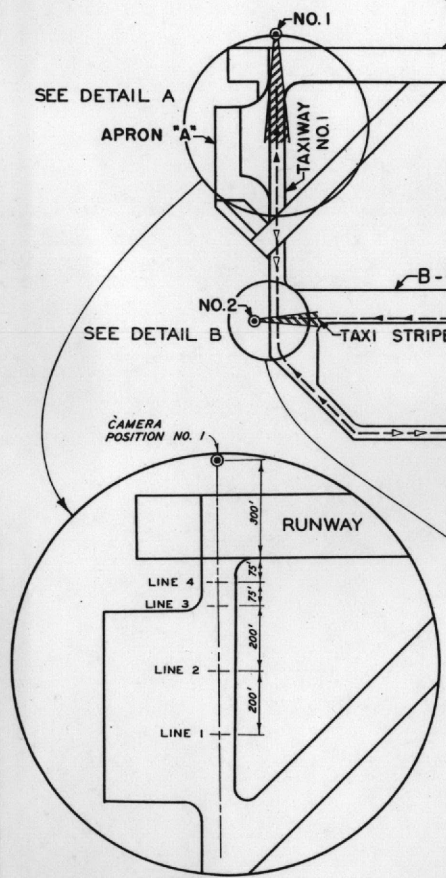 NO. 1
SEE DETAIL A
APRON "A"
TAXIWAY
NO. 1
B-
NO. 2
SEE DETAIL B
TAXI STRIPE
CAMERA
POSITION NO. 1
300'
RUNWAY
75'
LINE 4
75'
LINE 3
200'
LINE 2
200'
LINE 1